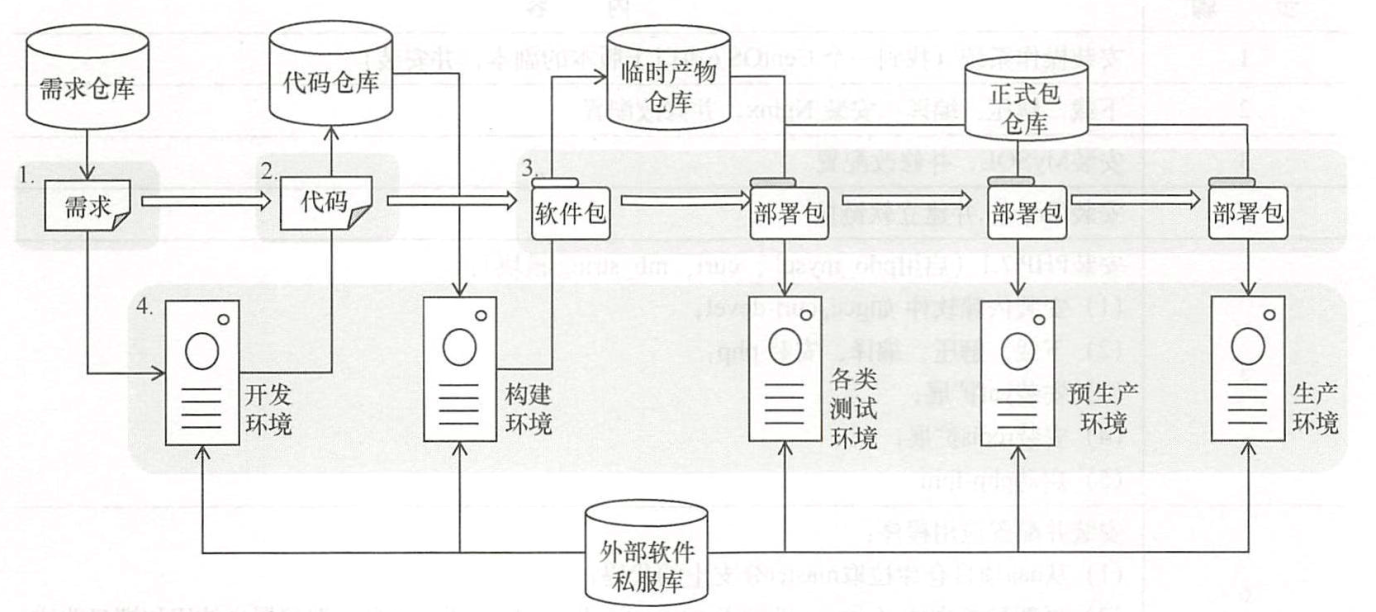 需求仓库
代码仓库
临时产物
仓库
正式包
仓库
1.
需求
2.
代码
3.
软件包
部署包
部署包
部署包
4.
开发
环境
构建
环境
各类
测试
环境
预生产
环境
生产
环境
外部软件
私服库